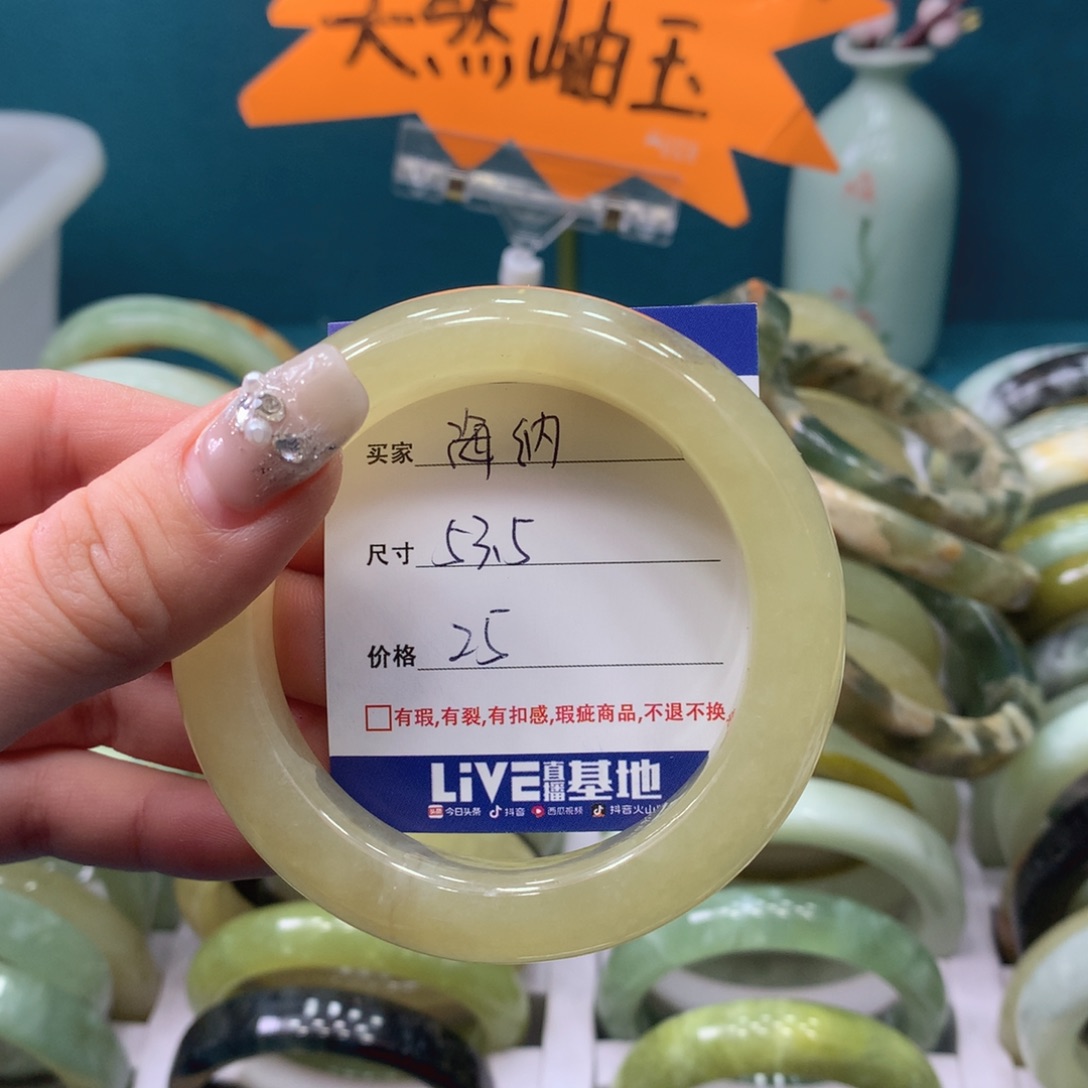 天然岫玉
买家 海纳
尺寸 53.5
价格 25
有瑕,有裂,有扣感,瑕疵商品,不退不换
LiVE直播基地
头条 今日头条 抖音 西瓜视频 抖音火山